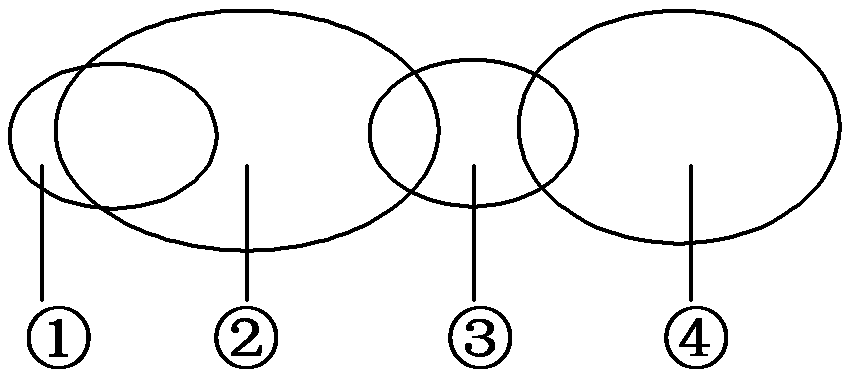 ① ② ③ ④